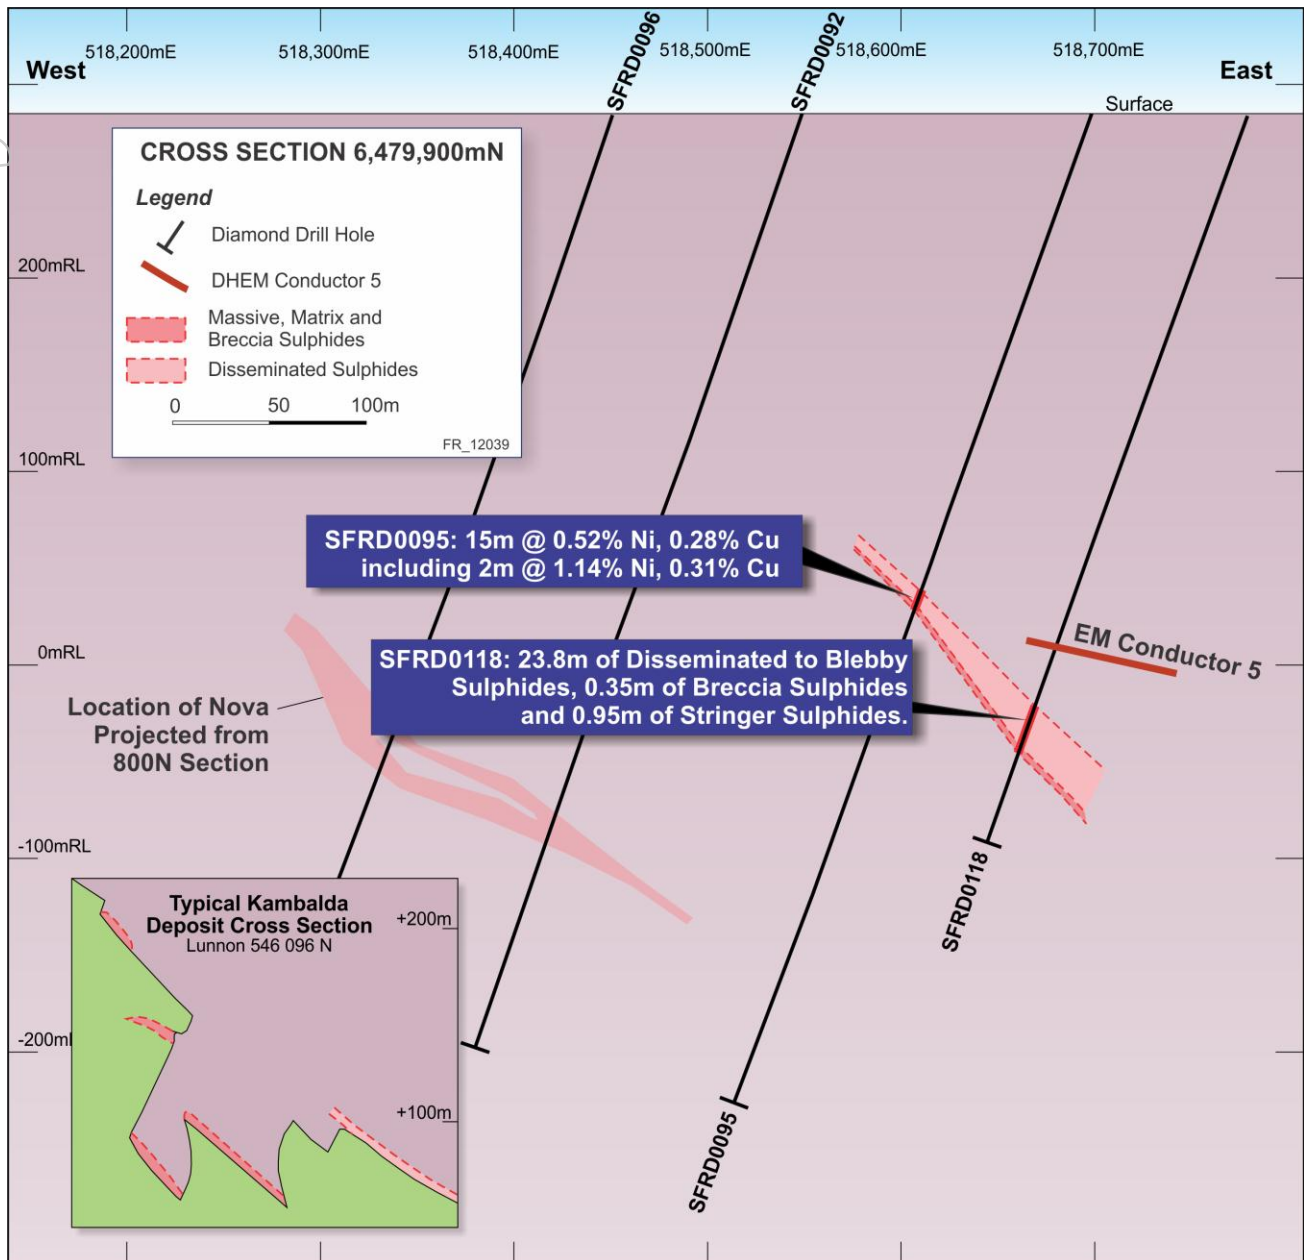 518,200mE
518,300mE
518,400mE
518,500mE
518,600mE
518,700mE
SFRD0096
SFRD0092
West
East
Surface
CROSS SECTION 6,479,900mN
Legend
Diamond Drill Hole
DHEM Conductor 5
Massive, Matrix and
Breccia Sulphides
Disseminated Sulphides
0 50 100m
FR_12039
200mRL
100mRL
0mRL
-100mRL
-200m
SFRD0095: 15m @ 0.52% Ni, 0.28% Cu
including 2m @ 1.14% Ni, 0.31% Cu
SFRD0118: 23.8m of Disseminated to Blebby
Sulphides, 0.35m of Breccia Sulphides
and 0.95m of Stringer Sulphides.
EM Conductor 5
Location of Nova
Projected from
800N Section
SFRD0118
SFRD0095
Typical Kambalda
Deposit Cross Section
Lunnon 546 096 N
+200m
+100m